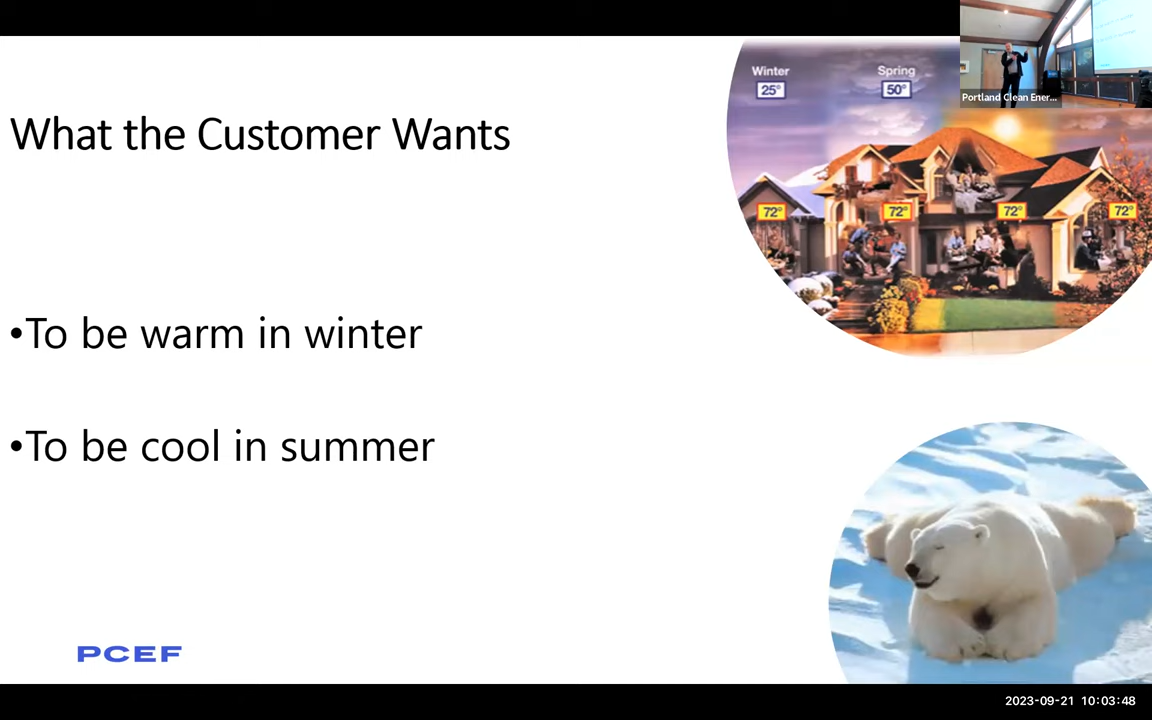 Winter
Spring
25°
50°
Portland Clean Ener...
What the Customer Wants
72°
72°
72°
72°
•To be warm in winter
•To be cool in summer
PCEF
2023-09-21 10:03:48